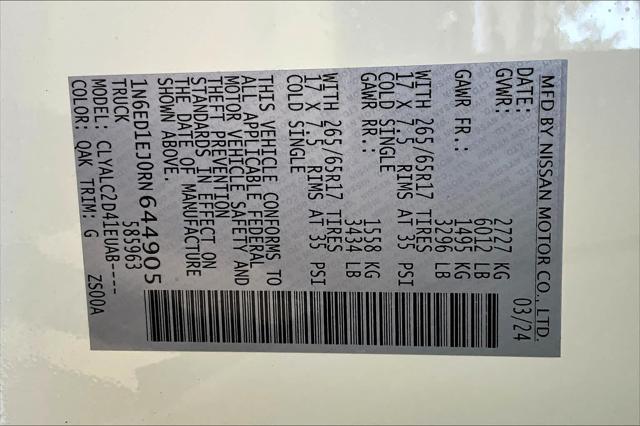 MFD BY NISSAN MOTOR CO., LTD.
DATE: 03/24
GVWR: 2727 KG
6012 LB
GAWR FR.: 1495 KG
3296 LB
WITH 265/65R17 TIRES
17 X 7.5 RIMS AT 35 PSI
COLD SINGLE
GAWR RR.: 1558 KG
3434 LB
WITH 265/65R17 TIRES
17 X 7.5 RIMS AT 35 PSI
COLD SINGLE
THIS VEHICLE CONFORMS TO
ALL APPLICABLE FEDERAL
MOTOR VEHICLE SAFETY AND
THEFT PREVENTION
STANDARDS IN EFFECT ON
THE DATE OF MANUFACTURE
SHOWN ABOVE.
1N6ED1EJ0RN644905
TRUCK 585963
MODEL: CLYALC2D41EUAB----
COLOR: QAK TRIM: G ZS00A